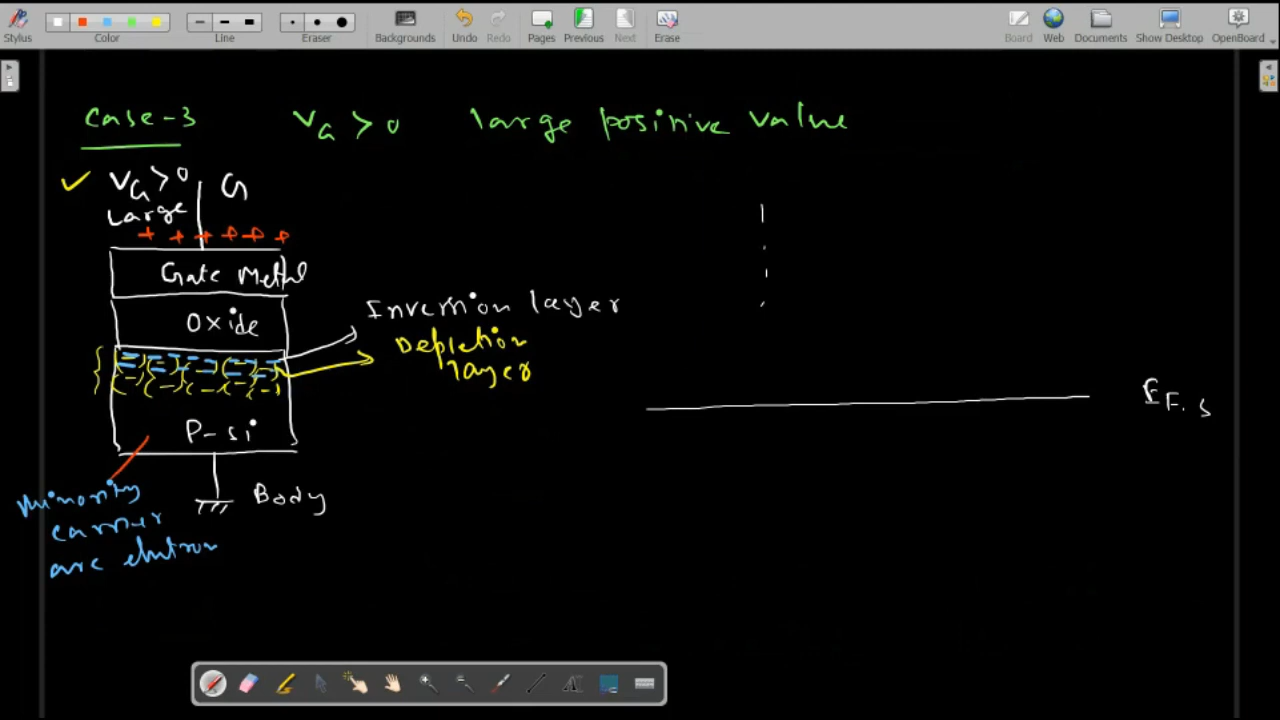 Stylus Color Line Eraser Backgrounds Undo Redo Pages Previous Next Erase Board Web Documents Show Desktop OpenBoard
Case-3 VG > 0 large positive value
✓ VG > 0 G
Large
+ + + + + +
Gate Metal
Oxide
Inversion layer
Depletion
layer
P-si
EF.S
Body
Minority
carrier
are eletron